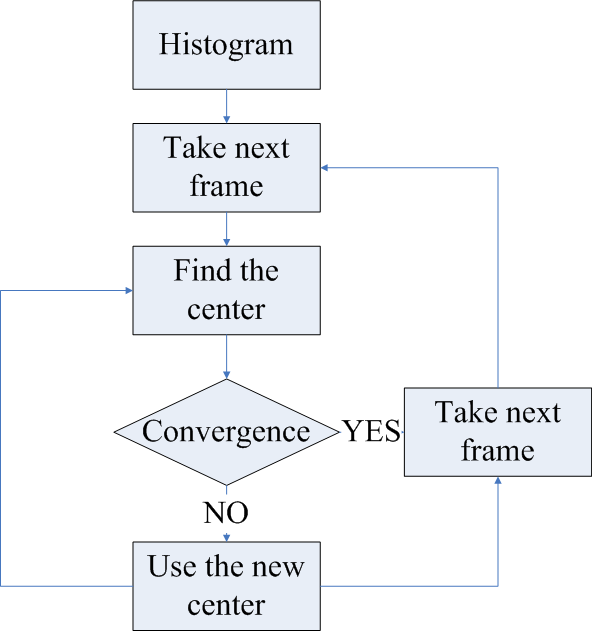 Histogram
Take next
frame
Find the
center
Convergence
YES
Take next
frame
NO
Use the new
center